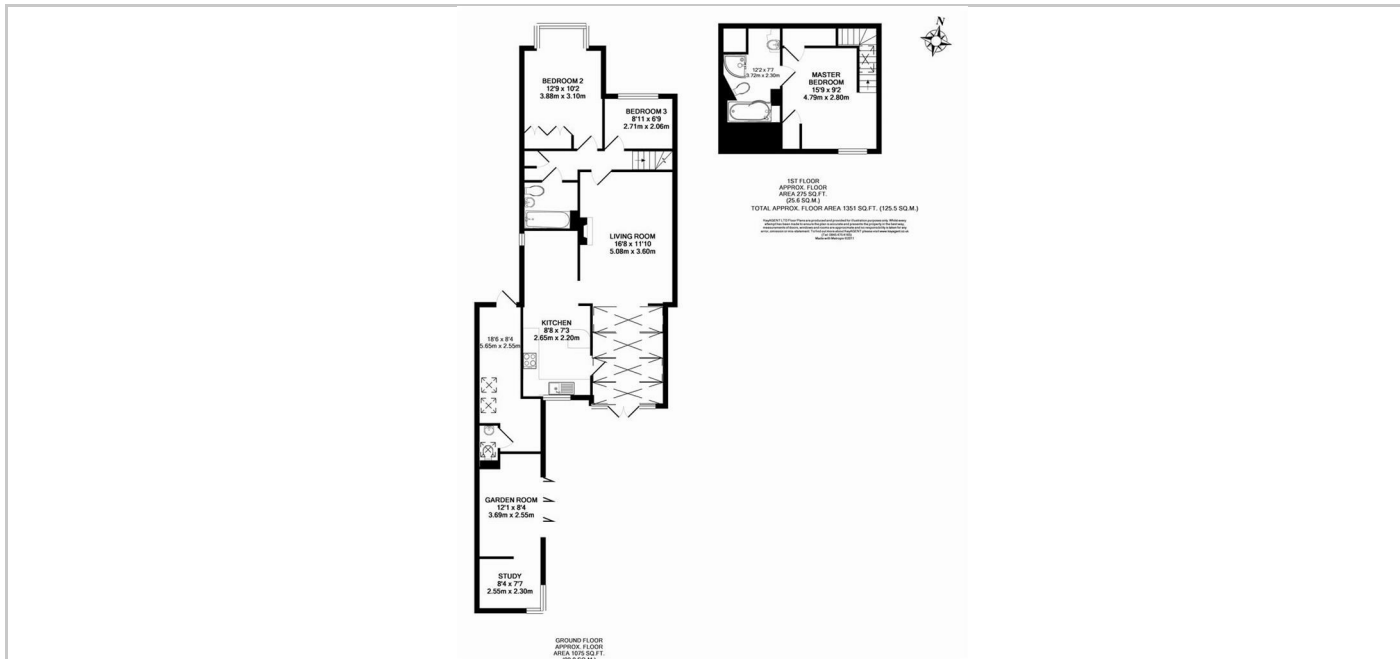 BEDROOM 2
12'9 x 10'2
3.88m x 3.10m
BEDROOM 3
8'11 x 6'9
2.71m x 2.06m
LIVING ROOM
16'8 x 11'10
5.08m x 3.60m
KITCHEN
8'8 x 7'3
2.65m x 2.20m
18'6 x 8'4
5.65m x 2.55m
GARDEN ROOM
12'1 x 8'4
3.69m x 2.55m
STUDY
8'4 x 7'7
2.55m x 2.30m
GROUND FLOOR
APPROX. FLOOR
AREA 1075 SQ.FT.
N
12'2 x 7'7
3.72m x 2.30m
MASTER
BEDROOM
15'9 x 9'2
4.79m x 2.80m
1ST FLOOR
APPROX. FLOOR
AREA 275 SQ.FT.
(25.6 SQ.M.)
TOTAL APPROX. FLOOR AREA 1351 SQ.FT. (125.5 SQ.M.)